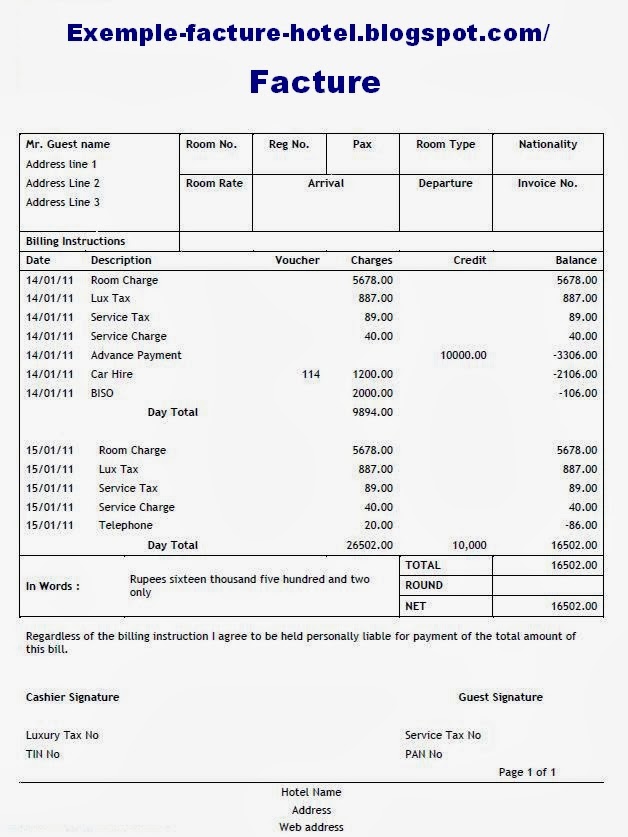 Exemple-facture-hotel.blogspot.com/
Facture
Mr. Guest name Room No. Reg No. Pax Room Type Nationality
Address line 1
Address Line 2 Room Rate Arrival Departure Invoice No.
Address Line 3
Billing Instructions
Date Description Voucher Charges Credit Balance
14/01/11 Room Charge 5678.00 5678.00
14/01/11 Lux Tax 887.00 887.00
14/01/11 Service Tax 89.00 89.00
14/01/11 Service Charge 40.00 40.00
14/01/11 Advance Payment 10000.00 -3306.00
14/01/11 Car Hire 114 1200.00 -2106.00
14/01/11 BISO 2000.00 -106.00
Day Total 9894.00
15/01/11 Room Charge 5678.00 5678.00
15/01/11 Lux Tax 887.00 887.00
15/01/11 Service Tax 89.00 89.00
15/01/11 Service Charge 40.00 40.00
15/01/11 Telephone 20.00 -86.00
Day Total 26502.00 10,000 16502.00
TOTAL 16502.00
In Words : Rupees sixteen thousand five hundred and two
only
ROUND
NET 16502.00
Regardless of the billing instruction I agree to be held personally liable for payment of the total amount of
this bill.
Cashier Signature Guest Signature
Luxury Tax No Service Tax No
TIN No PAN No
Page 1 of 1
Hotel Name
Address
Web address